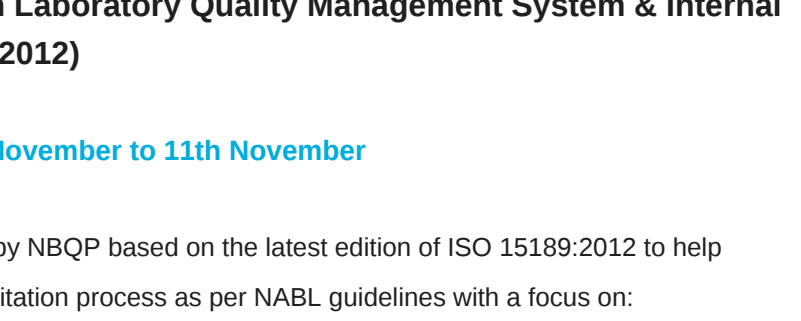 Laboratory Quality Management System & Internal
2012)
November to 11th November
by NBQP based on the latest edition of ISO 15189:2012 to help
itation process as per NABL guidelines with a focus on: